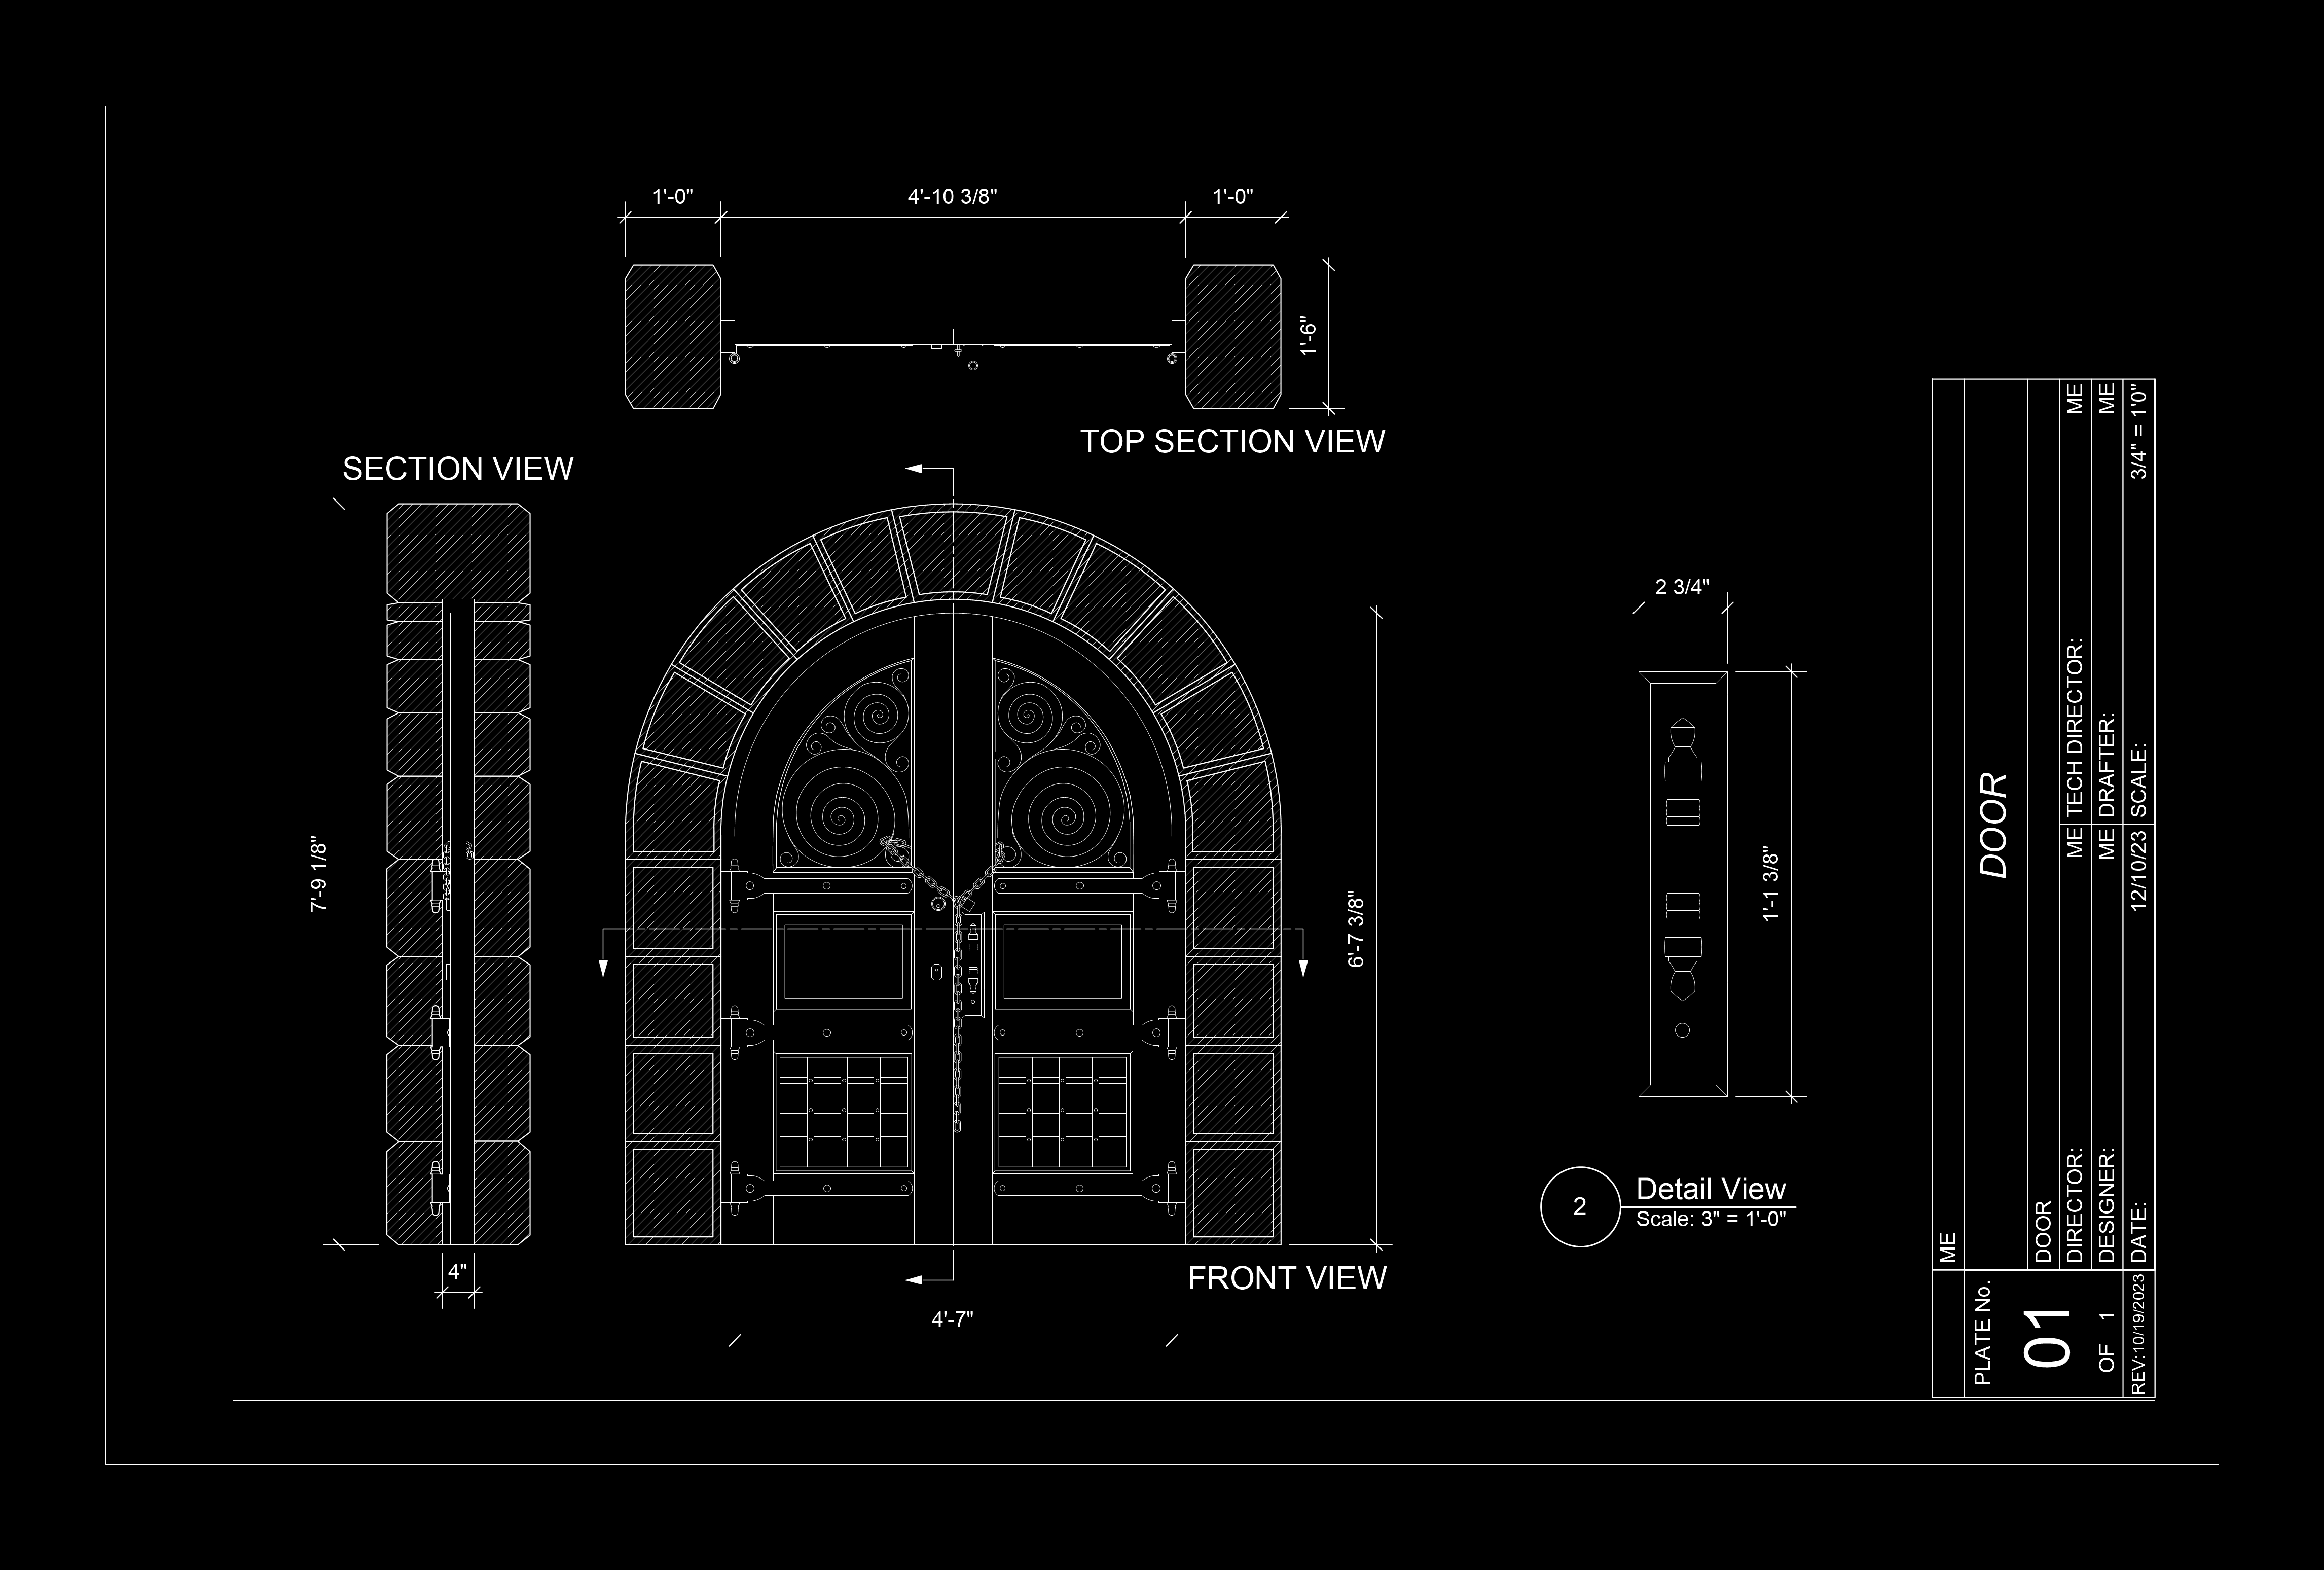 1'-0"
4'-10 3/8"
1'-0"
1'-6"
TOP SECTION VIEW
SECTION VIEW
7'-9 1/8"
4"
6'-7 3/8"
FRONT VIEW
4'-7"
2 3/4"
1'-1 3/8"
2
Detail View
Scale: 3" = 1'-0"
ME
DOOR
DOOR
DIRECTOR: ME
TECH DIRECTOR: ME
DESIGNER: ME
DRAFTER: ME
DATE: 12/10/23
SCALE: 3/4" = 1'0"
PLATE No.
01
OF 1
REV:10/19/2023